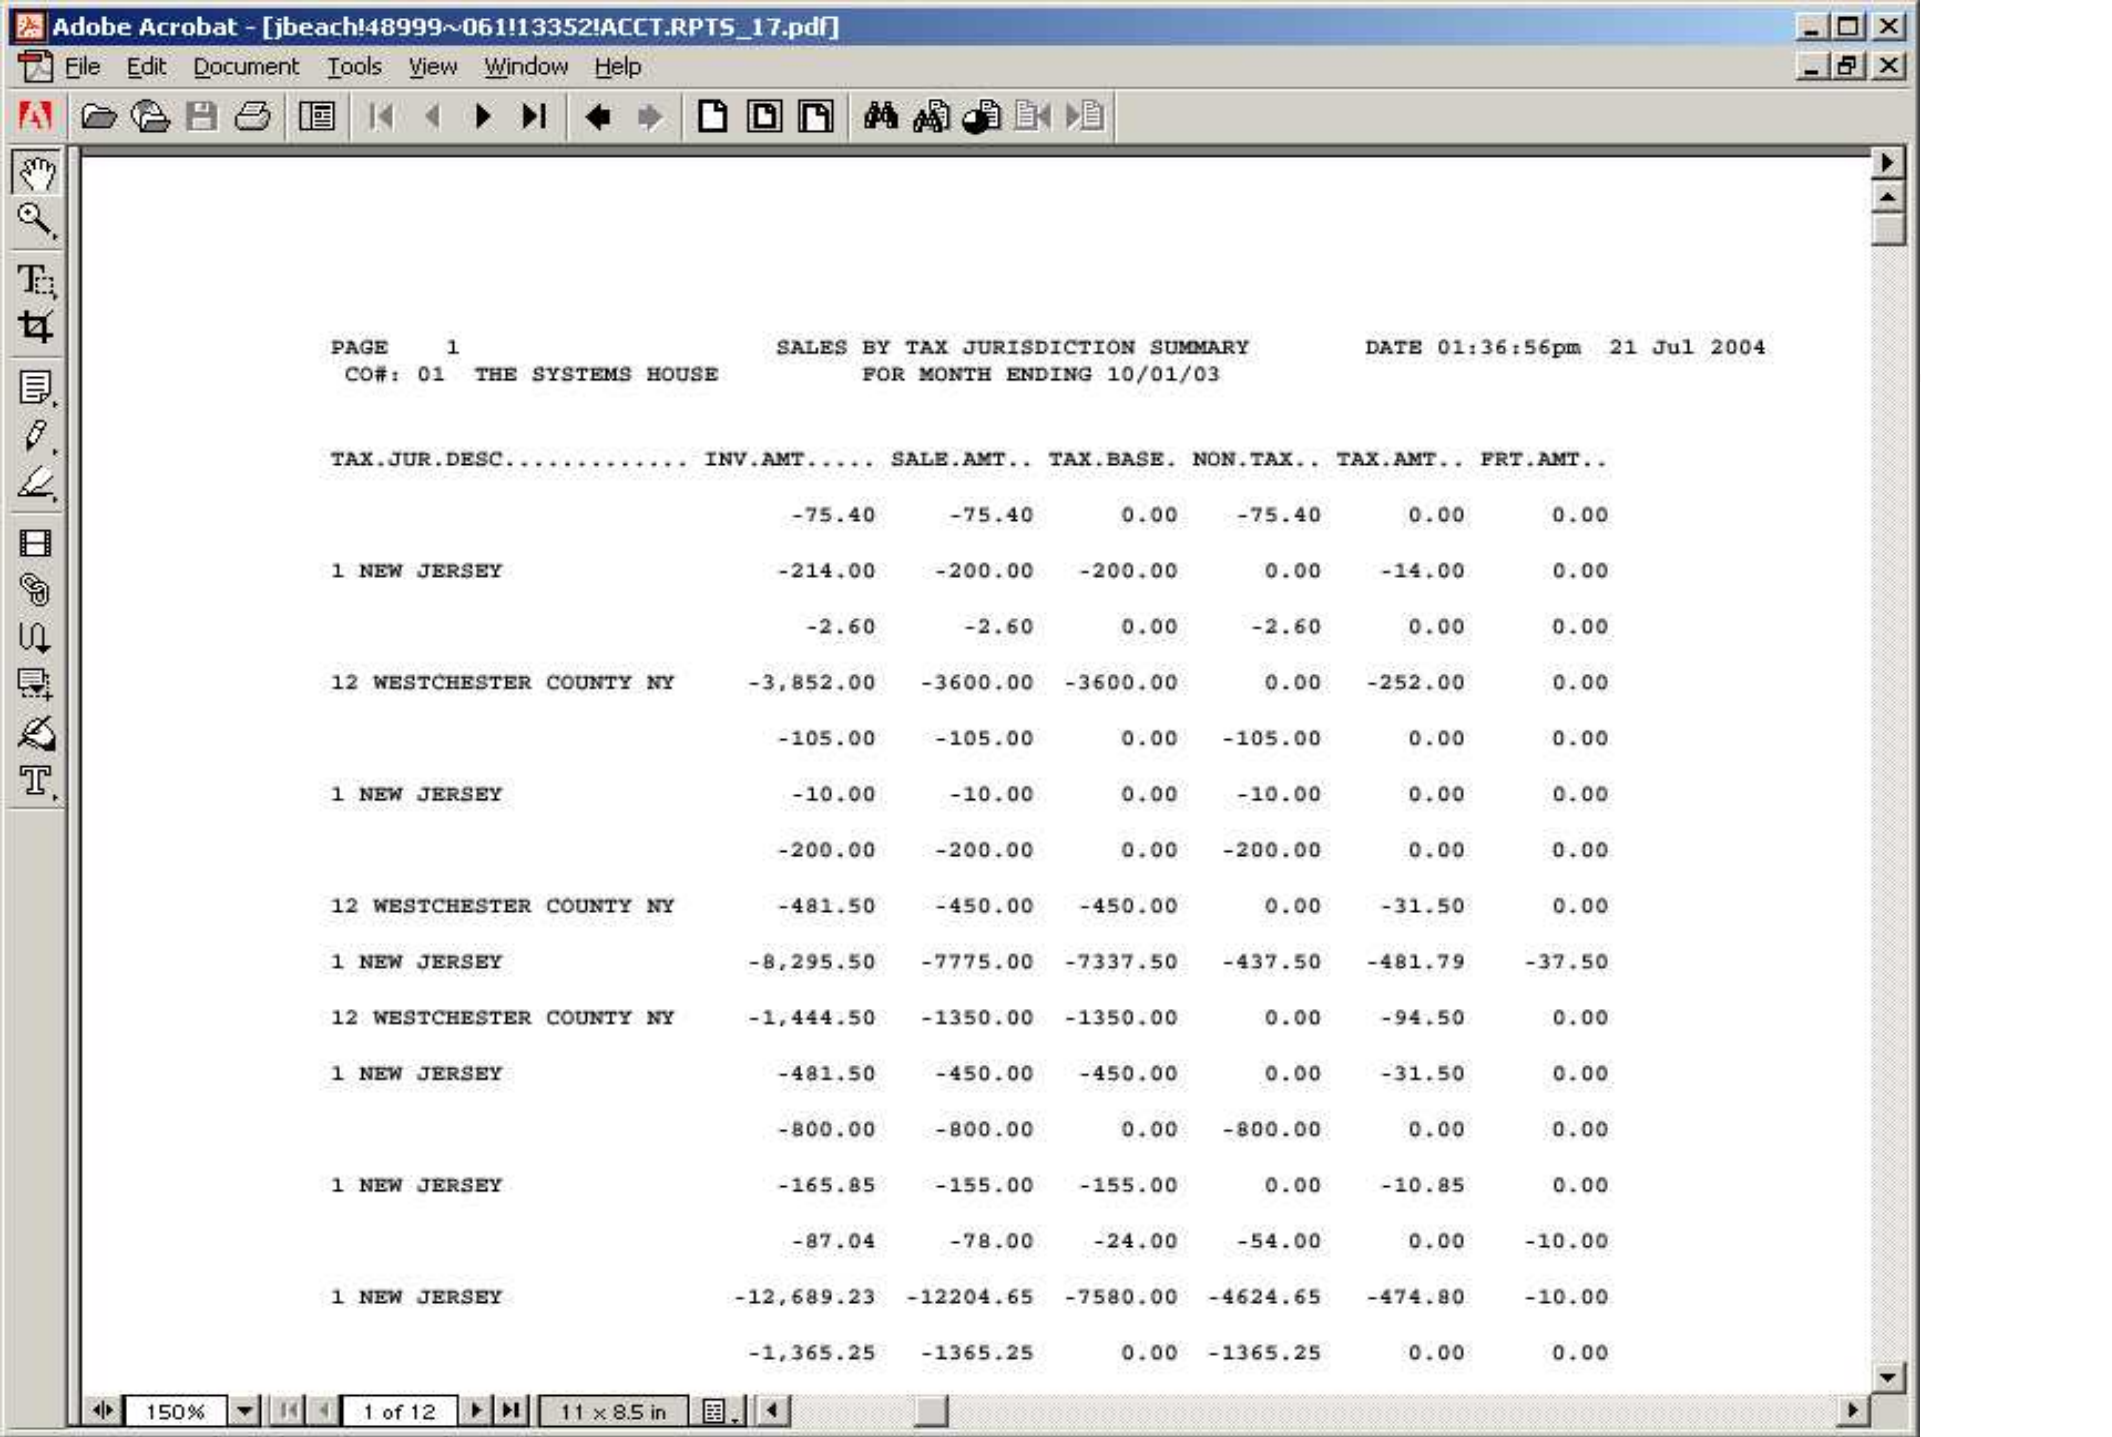 Adobe Acrobat - [jbeach!48999~061!13352!ACCT.RPTS_17.pdf]
File Edit Document Tools View Window Help
PAGE 1 SALES BY TAX JURISDICTION SUMMARY DATE 01:36:56pm 21 Jul 2004
CO#: 01 THE SYSTEMS HOUSE FOR MONTH ENDING 10/01/03
TAX.JUR.DESC............. INV.AMT..... SALE.AMT.. TAX.BASE. NON.TAX.. TAX.AMT.. FRT.AMT..
-75.40 -75.40 0.00 -75.40 0.00 0.00
1 NEW JERSEY -214.00 -200.00 -200.00 0.00 -14.00 0.00
-2.60 -2.60 0.00 -2.60 0.00 0.00
12 WESTCHESTER COUNTY NY -3,852.00 -3600.00 -3600.00 0.00 -252.00 0.00
-105.00 -105.00 0.00 -105.00 0.00 0.00
1 NEW JERSEY -10.00 -10.00 0.00 -10.00 0.00 0.00
-200.00 -200.00 0.00 -200.00 0.00 0.00
12 WESTCHESTER COUNTY NY -481.50 -450.00 -450.00 0.00 -31.50 0.00
1 NEW JERSEY -8,295.50 -7775.00 -7337.50 -437.50 -481.79 -37.50
12 WESTCHESTER COUNTY NY -1,444.50 -1350.00 -1350.00 0.00 -94.50 0.00
1 NEW JERSEY -481.50 -450.00 -450.00 0.00 -31.50 0.00
-800.00 -800.00 0.00 -800.00 0.00 0.00
1 NEW JERSEY -165.85 -155.00 -155.00 0.00 -10.85 0.00
-87.04 -78.00 -24.00 -54.00 0.00 -10.00
1 NEW JERSEY -12,689.23 -12204.65 -7580.00 -4624.65 -474.80 -10.00
-1,365.25 -1365.25 0.00 -1365.25 0.00 0.00
150% 1 of 12 11 x 8.5 in